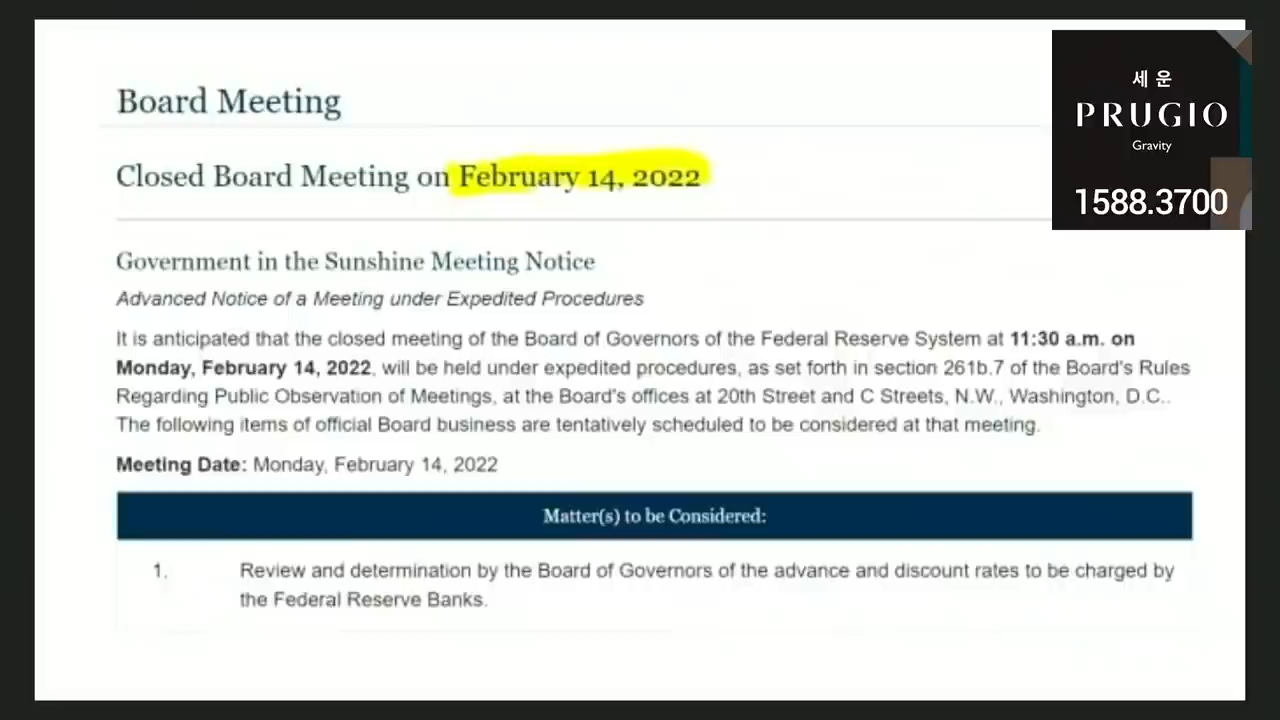 Board Meeting
Closed Board Meeting on February 14, 2022
Government in the Sunshine Meeting Notice
Advanced Notice of a Meeting under Expedited Procedures
It is anticipated that the closed meeting of the Board of Governors of the Federal Reserve System at 11:30 a.m. on
Monday, February 14, 2022, will be held under expedited procedures, as set forth in section 261b.7 of the Board's Rules
Regarding Public Observation of Meetings, at the Board's offices at 20th Street and C Streets, N.W., Washington, D.C..
The following items of official Board business are tentatively scheduled to be considered at that meeting.
Meeting Date: Monday, February 14, 2022
Matter(s) to be Considered:
1. Review and determination by the Board of Governors of the advance and discount rates to be charged by
the Federal Reserve Banks.
세운
PRUGIO
Gravity
1588.3700